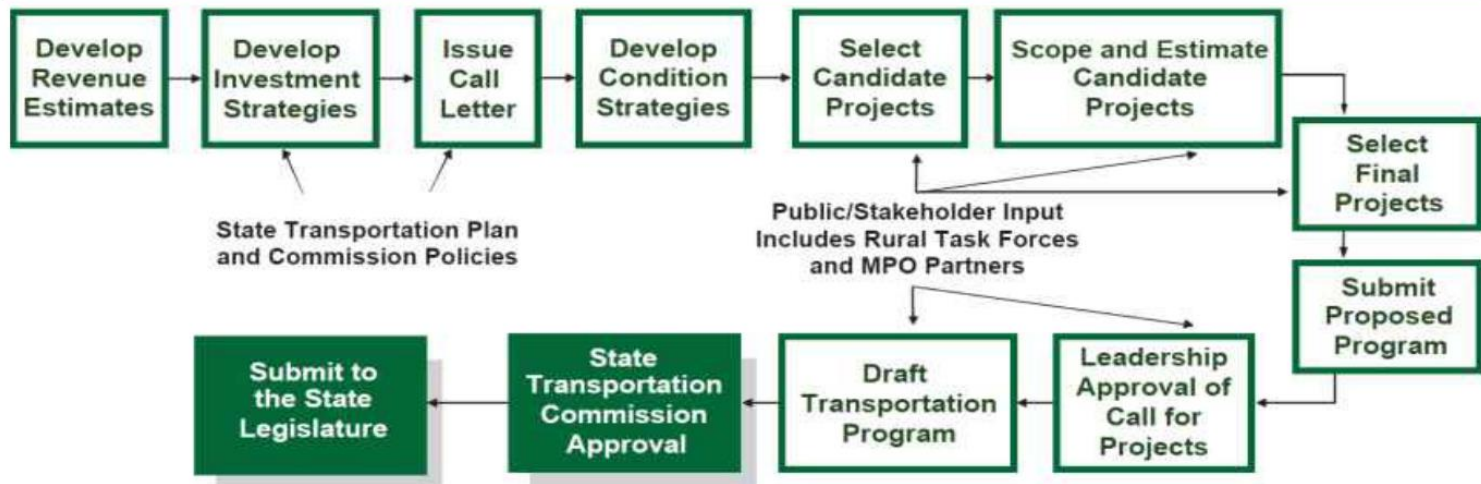 Develop
Revenue
Estimates
Develop
Investment
Strategies
Issue
Call
Letter
Develop
Condition
Strategies
Select
Candidate
Projects
Scope and Estimate
Candidate
Projects
Select
Final
Projects
State Transportation Plan
and Commission Policies
Public/Stakeholder Input
Includes Rural Task Forces
and MPO Partners
Submit
Proposed
Program
Leadership
Approval of
Call for
Projects
Draft
Transportation
Program
State
Transportation
Commission
Approval
Submit to
the State
Legislature